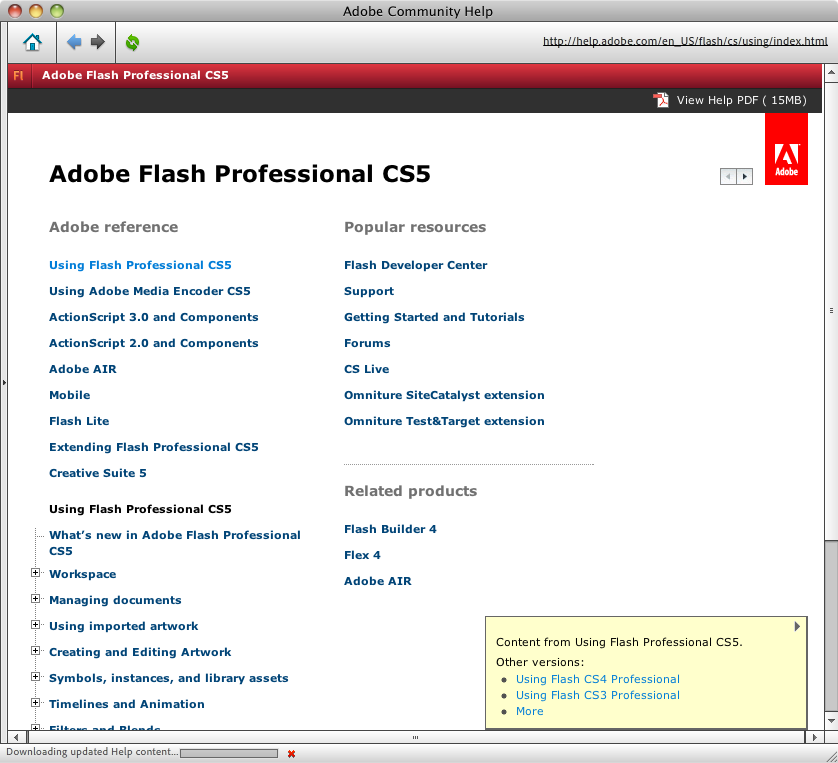 Adobe Community Help
http://help.adobe.com/en_US/flash/cs/using/index.html
Fl Adobe Flash Professional CS5
View Help PDF ( 15MB)
Adobe
Adobe Flash Professional CS5
Adobe reference
Using Flash Professional CS5
Using Adobe Media Encoder CS5
ActionScript 3.0 and Components
ActionScript 2.0 and Components
Adobe AIR
Mobile
Flash Lite
Extending Flash Professional CS5
Creative Suite 5
Using Flash Professional CS5
What's new in Adobe Flash Professional
CS5
Workspace
Managing documents
Using imported artwork
Creating and Editing Artwork
Symbols, instances, and library assets
Timelines and Animation
Filters and Blends
Popular resources
Flash Developer Center
Support
Getting Started and Tutorials
Forums
CS Live
Omniture SiteCatalyst extension
Omniture Test&Target extension
Related products
Flash Builder 4
Flex 4
Adobe AIR
Content from Using Flash Professional CS5.
Other versions:
Using Flash CS4 Professional
Using Flash CS3 Professional
More
Downloading updated Help content...